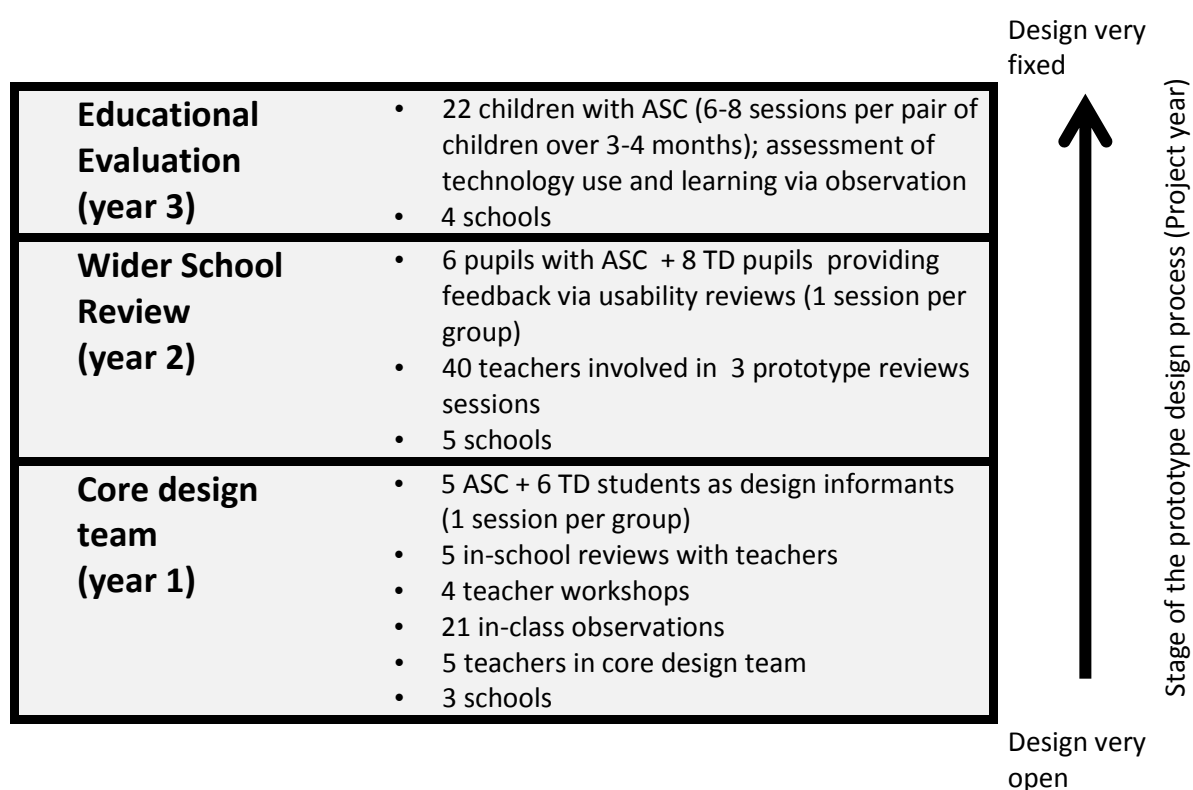 Design very
fixed
Educational
Evaluation
(year 3)
• 22 children with ASC (6-8 sessions per pair of
children over 3-4 months); assessment of
technology use and learning via observation
• 4 schools
Wider School
Review
(year 2)
• 6 pupils with ASC + 8 TD pupils providing
feedback via usability reviews (1 session per
group)
• 40 teachers involved in 3 prototype reviews
sessions
• 5 schools
Core design
team
(year 1)
• 5 ASC + 6 TD students as design informants
(1 session per group)
• 5 in-school reviews with teachers
• 4 teacher workshops
• 21 in-class observations
• 5 teachers in core design team
• 3 schools
Stage of the prototype design process (Project year)
Design very
open